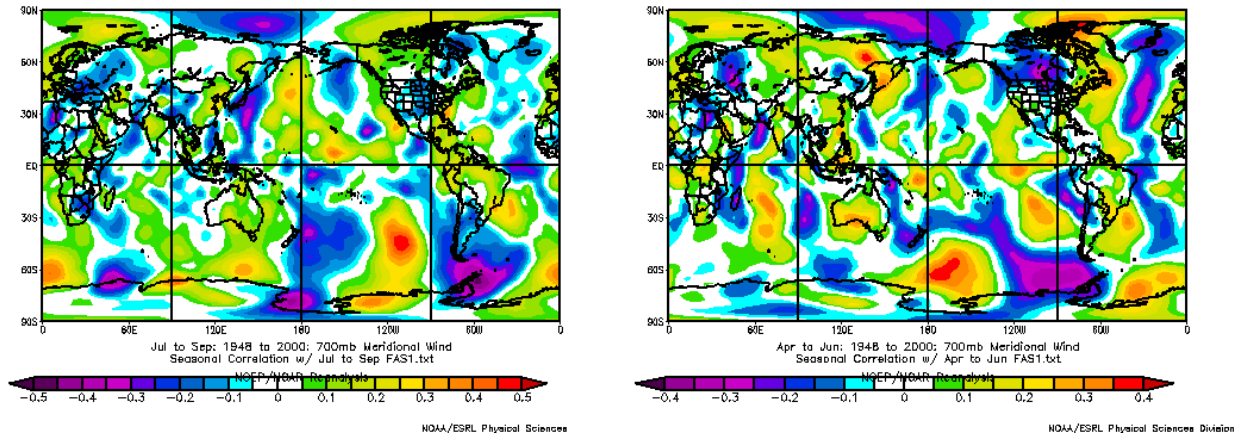 90N
60N
30N
EQ
30S
60S
90S
0 60E 120E 180 120W 60W 0
Jul to Sep: 1948 to 2000: 700mb Meridional Wind
Seasonal Correlation w/ Jul to Sep FAS1.txt
NCEP/NCAR Reanalysis
-0.5 -0.4 -0.3 -0.2 -0.1 0 0.1 0.2 0.3 0.4 0.5
NOAA/ESRL Physical Sciences
90N
60N
30N
EQ
30S
60S
90S
0 60E 120E 180 120W 60W 0
Apr to Jun: 1948 to 2000: 700mb Meridional Wind
Seasonal Correlation w/ Apr to Jun FAS1.txt
NCEP/NCAR Reanalysis
-0.4 -0.3 -0.2 -0.1 0 0.1 0.2 0.3 0.4
NOAA/ESRL Physical Sciences Division